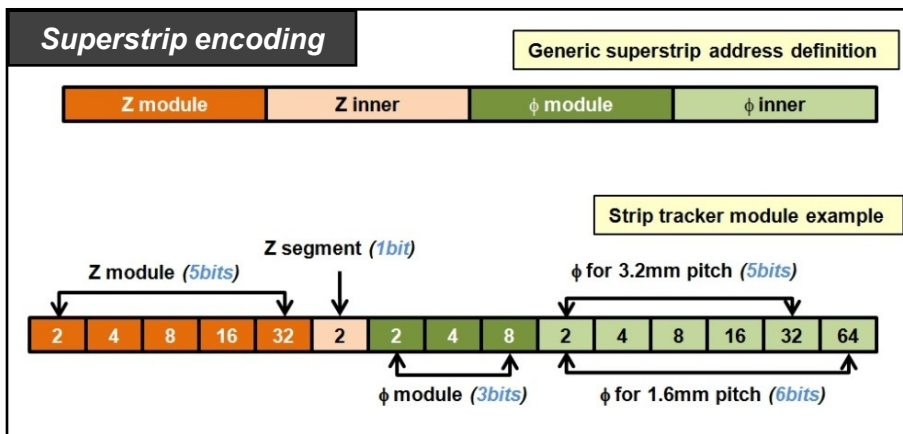 Superstrip encoding
Generic superstrip address definition
Z module Z inner ϕ module ϕ inner
Strip tracker module example
Z segment (1bit)
Z module (5bits)
ϕ for 3.2mm pitch (5bits)
2 4 8 16 32 2 2 4 8 2 4 8 16 32 64
ϕ module (3bits)
ϕ for 1.6mm pitch (6bits)